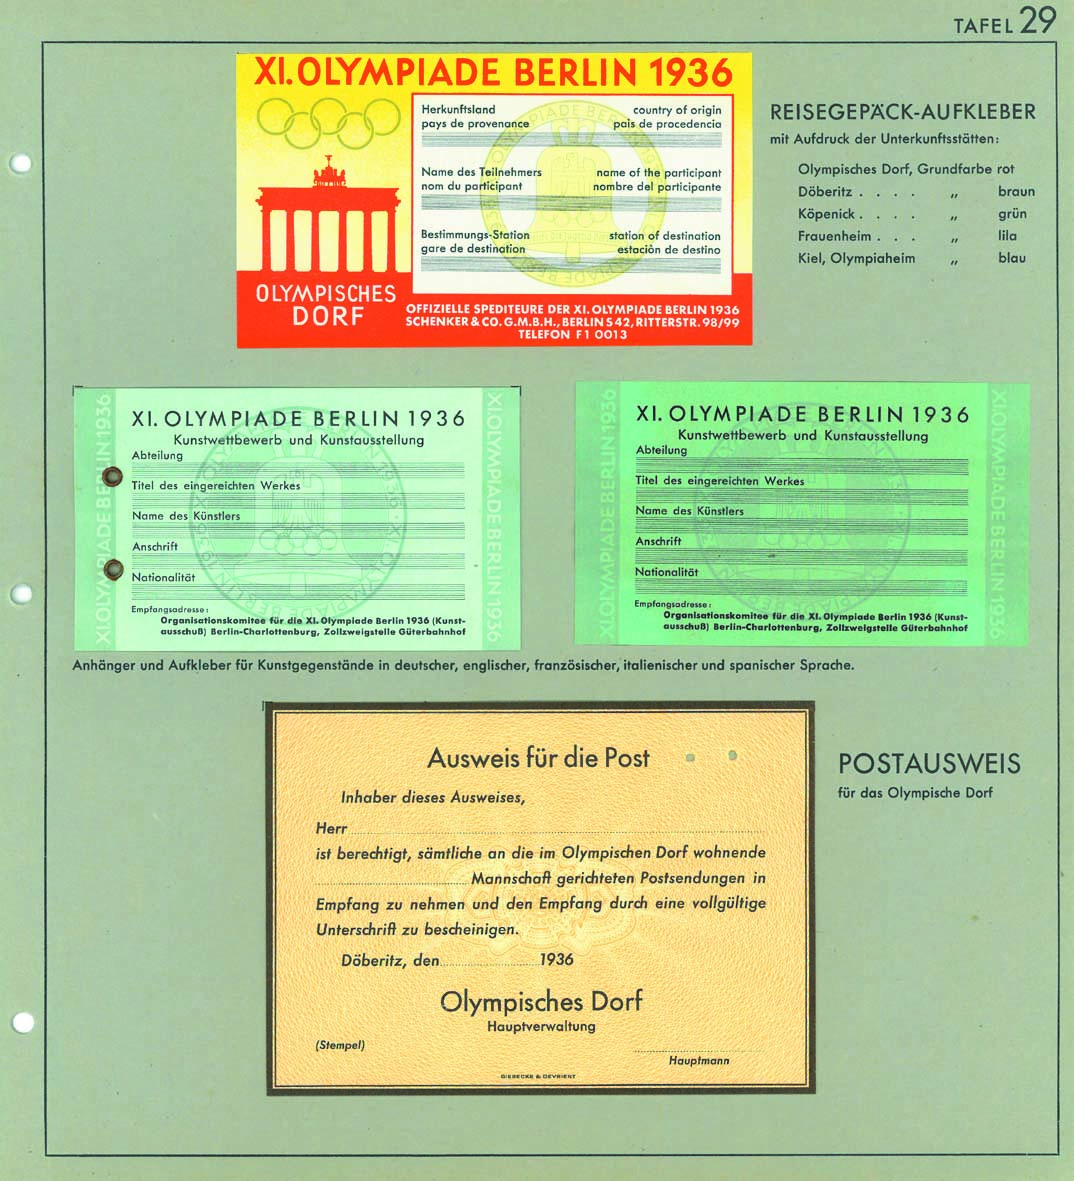 TAFEL 29
XI. OLYMPIADE BERLIN 1936
Herkunftsland country of origin
pays de provenance pais de procedencia
Name des Teilnehmers name of the participant
nom du participant nombre del participante
Bestimmungs-Station station of destination
gare de destination estación de destino
OLYMPISCHES
DORF
OFFIZIELLE SPEDITEURE DER XI. OLYMPIADE BERLIN 1936
SCHENKER & CO. G.M.B.H., BERLIN S 42, RITTERSTR. 98/99
TELEFON F 1 0013
REISEGEPÄCK-AUFKLEBER
mit Aufdruck der Unterkunftsstätten:
Olympisches Dorf, Grundfarbe rot
Döberitz . . . . „ braun
Köpenick . . . . „ grün
Frauenheim . . . „ lila
Kiel, Olympiaheim „ blau
XI.OLYMPIADE BERLIN 1936
XI. OLYMPIADE BERLIN 1936
Kunstwettbewerb und Kunstausstellung
Abteilung
Titel des eingereichten Werkes
Name des Künstlers
Anschrift
Nationalität
Empfangsadresse:
Organisationskomitee für die XI. Olympiade Berlin 1936 (Kunst-
ausschuß) Berlin-Charlottenburg, Zollzweigstelle Güterbahnhof
XI.OLYMPIADE BERLIN 1936
XI.OLYMPIADE BERLIN 1936
XI. OLYMPIADE BERLIN 1936
Kunstwettbewerb und Kunstausstellung
Abteilung
Titel des eingereichten Werkes
Name des Künstlers
Anschrift
Nationalität
Empfangsadresse:
Organisationskomitee für die XI. Olympiade Berlin 1936 (Kunst-
ausschuß) Berlin-Charlottenburg, Zollzweigstelle Güterbahnhof
XI.OLYMPIADE BERLIN 1936
Anhänger und Aufkleber für Kunstgegenstände in deutscher, englischer, französischer, italienischer und spanischer Sprache.
Ausweis für die Post
Inhaber dieses Ausweises,
Herr
ist berechtigt, sämtliche an die im Olympischen Dorf wohnende
Mannschaft gerichteten Postsendungen in
Empfang zu nehmen und den Empfang durch eine vollgültige
Unterschrift zu bescheinigen.
Döberitz, den 1936
Olympisches Dorf
Hauptverwaltung
(Stempel)
Hauptmann
GIESECKE & DEVRIENT
POSTAUSWEIS
für das Olympische Dorf